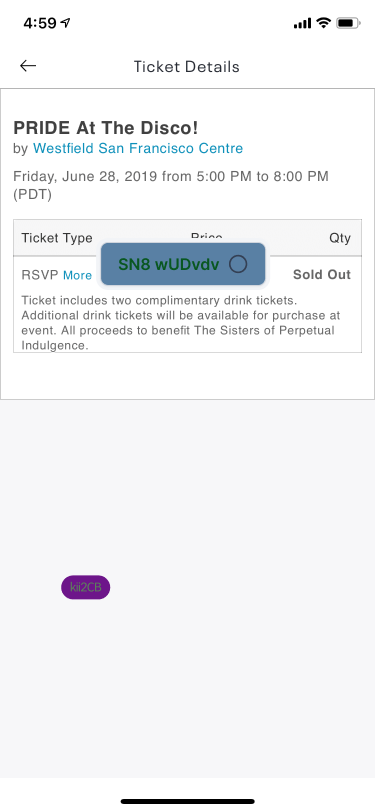 4:59
Ticket Details
PRIDE At The Disco!
by Westfield San Francisco Centre
Friday, June 28, 2019 from 5:00 PM to 8:00 PM
(PDT)
Ticket Type Price Qty
SN8 wUDvdv
RSVP More Sold Out
Ticket includes two complimentary drink tickets.
Additional drink tickets will be available for purchase at
event. All proceeds to benefit The Sisters of Perpetual
Indulgence.
kii2CB